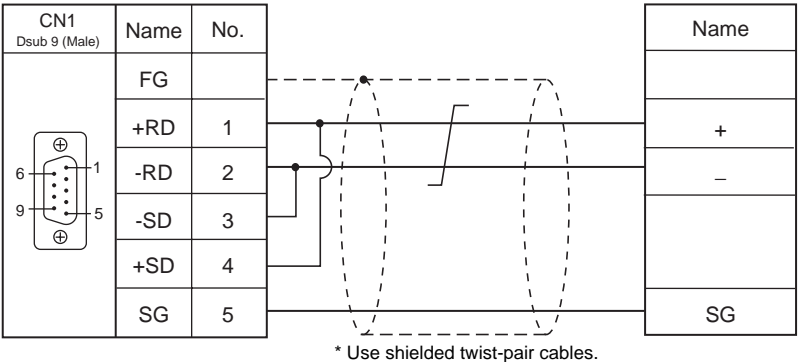 CN1
Dsub 9 (Male)
Name No.
Name
FG
+RD 1
+
-RD 2
–
-SD 3
+SD 4
SG 5
SG
6 1
9 5
* Use shielded twist-pair cables.